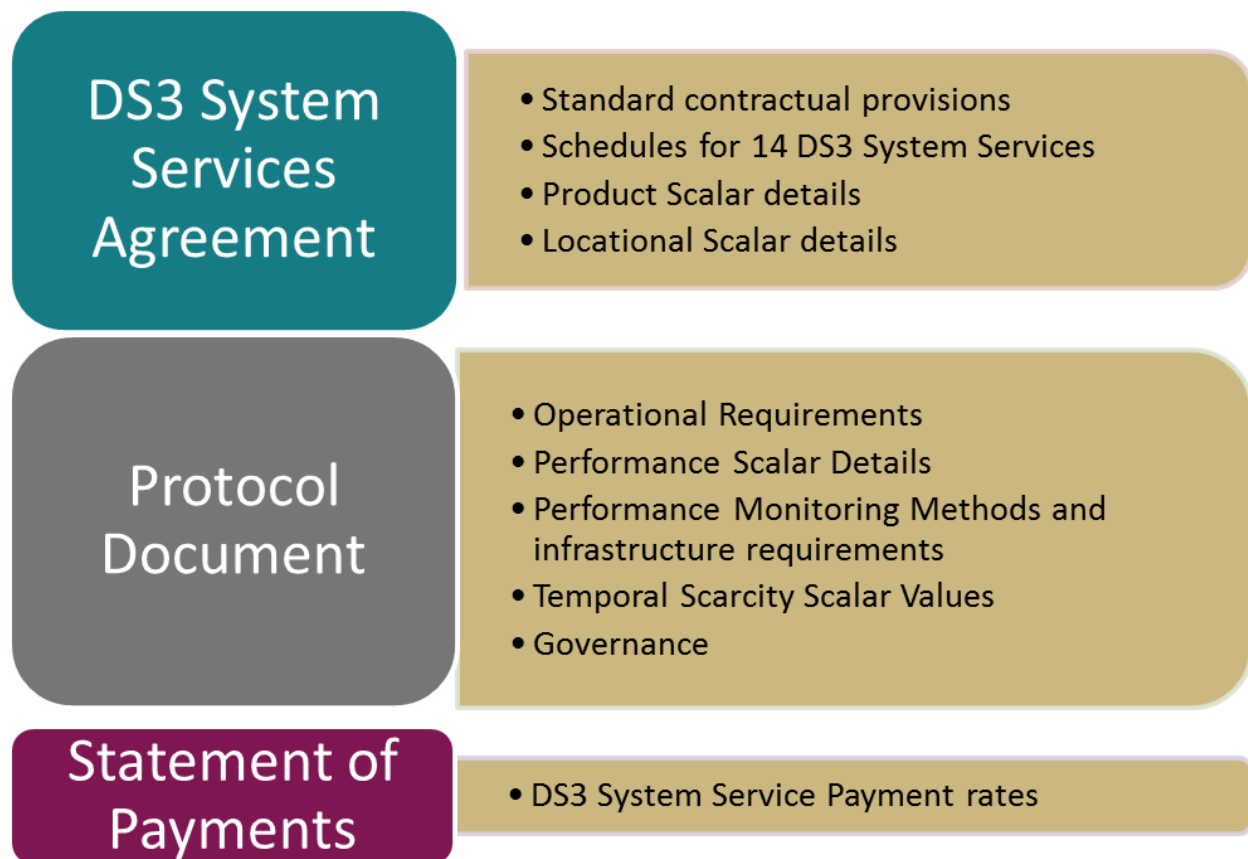 DS3 System
Services
Agreement
• Standard contractual provisions
• Schedules for 14 DS3 System Services
• Product Scalar details
• Locational Scalar details
Protocol
Document
• Operational Requirements
• Performance Scalar Details
• Performance Monitoring Methods and
infrastructure requirements
• Temporal Scarcity Scalar Values
• Governance
Statement of
Payments
• DS3 System Service Payment rates